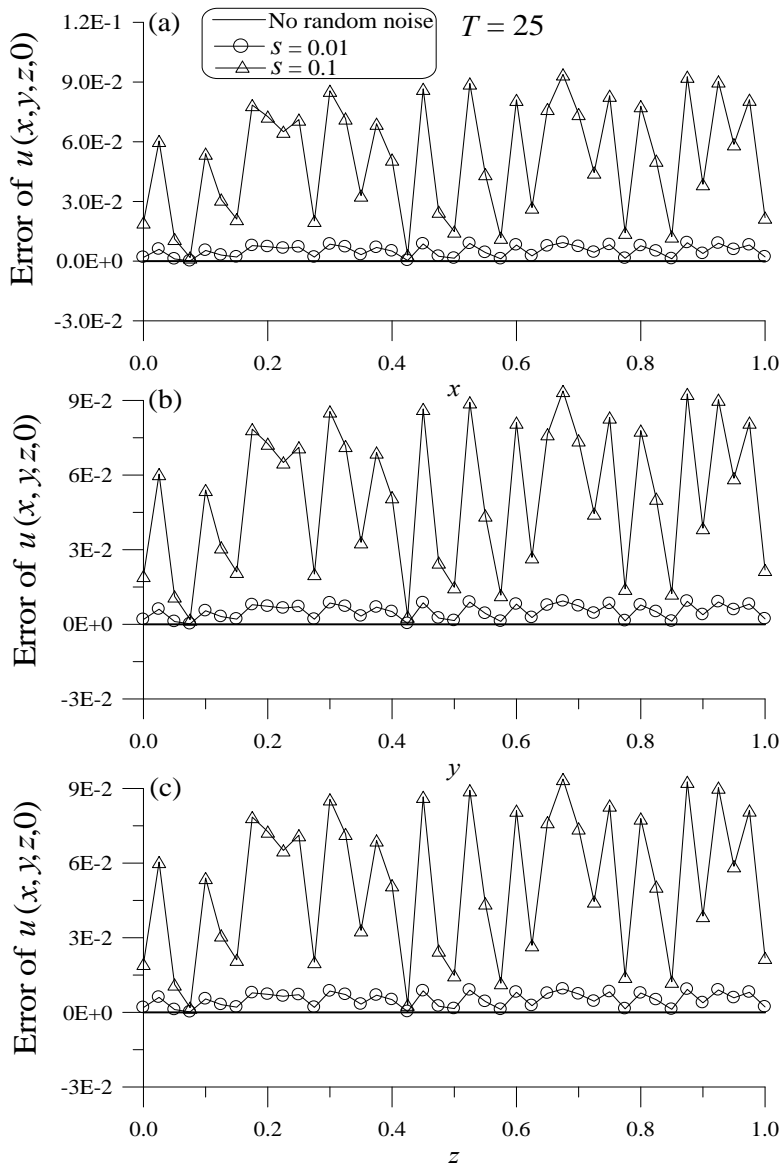 (a)
No random noise
s = 0.01
s = 0.1
T = 25
1.2E-1
9.0E-2
6.0E-2
3.0E-2
0.0E+0
-3.0E-2
Error of u(x,y,z,0)
0.0 0.2 0.4 0.6 0.8 1.0
x
(b)
9E-2
6E-2
3E-2
0E+0
-3E-2
Error of u(x,y,z,0)
0.0 0.2 0.4 0.6 0.8 1.0
y
(c)
9E-2
6E-2
3E-2
0E+0
-3E-2
Error of u(x,y,z,0)
0.0 0.2 0.4 0.6 0.8 1.0
z